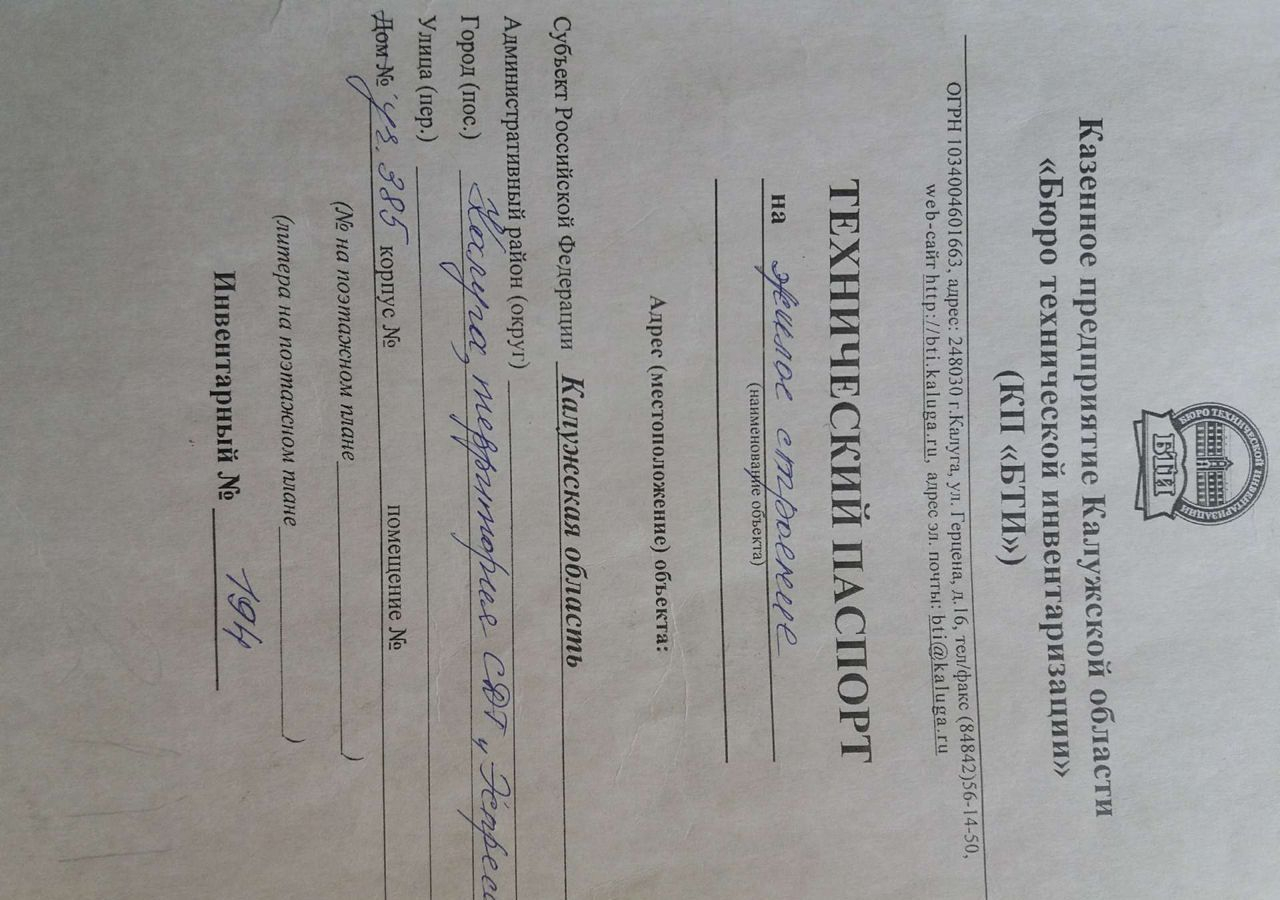 БЮРО ТЕХНИЧЕСКОЙ ИНВЕНТАРИЗАЦИИ
БТИ
Казенное предприятие Калужской области
«Бюро технической инвентаризации»
(КП «БТИ»)
ОГРН 1034004601663, адрес: 248030 г.Калуга, ул. Герцена, д.16, тел/факс (84842)56-14-50,
web-сайт http://bti.kaluga.ru, адрес эл. почты: bti@kaluga.ru
ТЕХНИЧЕСКИЙ ПАСПОРТ
на жилое строение
(наименование объекта)
Адрес (местоположение) объекта:
Субъект Российской Федерации Калужская область
Административный район (округ)
Город (пос.) Калуга, территория СДТ „Экспресс
Улица (пер.)
Дом № уч. 385 корпус № помещение №
(№ на поэтажном плане )
(литера на поэтажном плане )
Инвентарный № 194